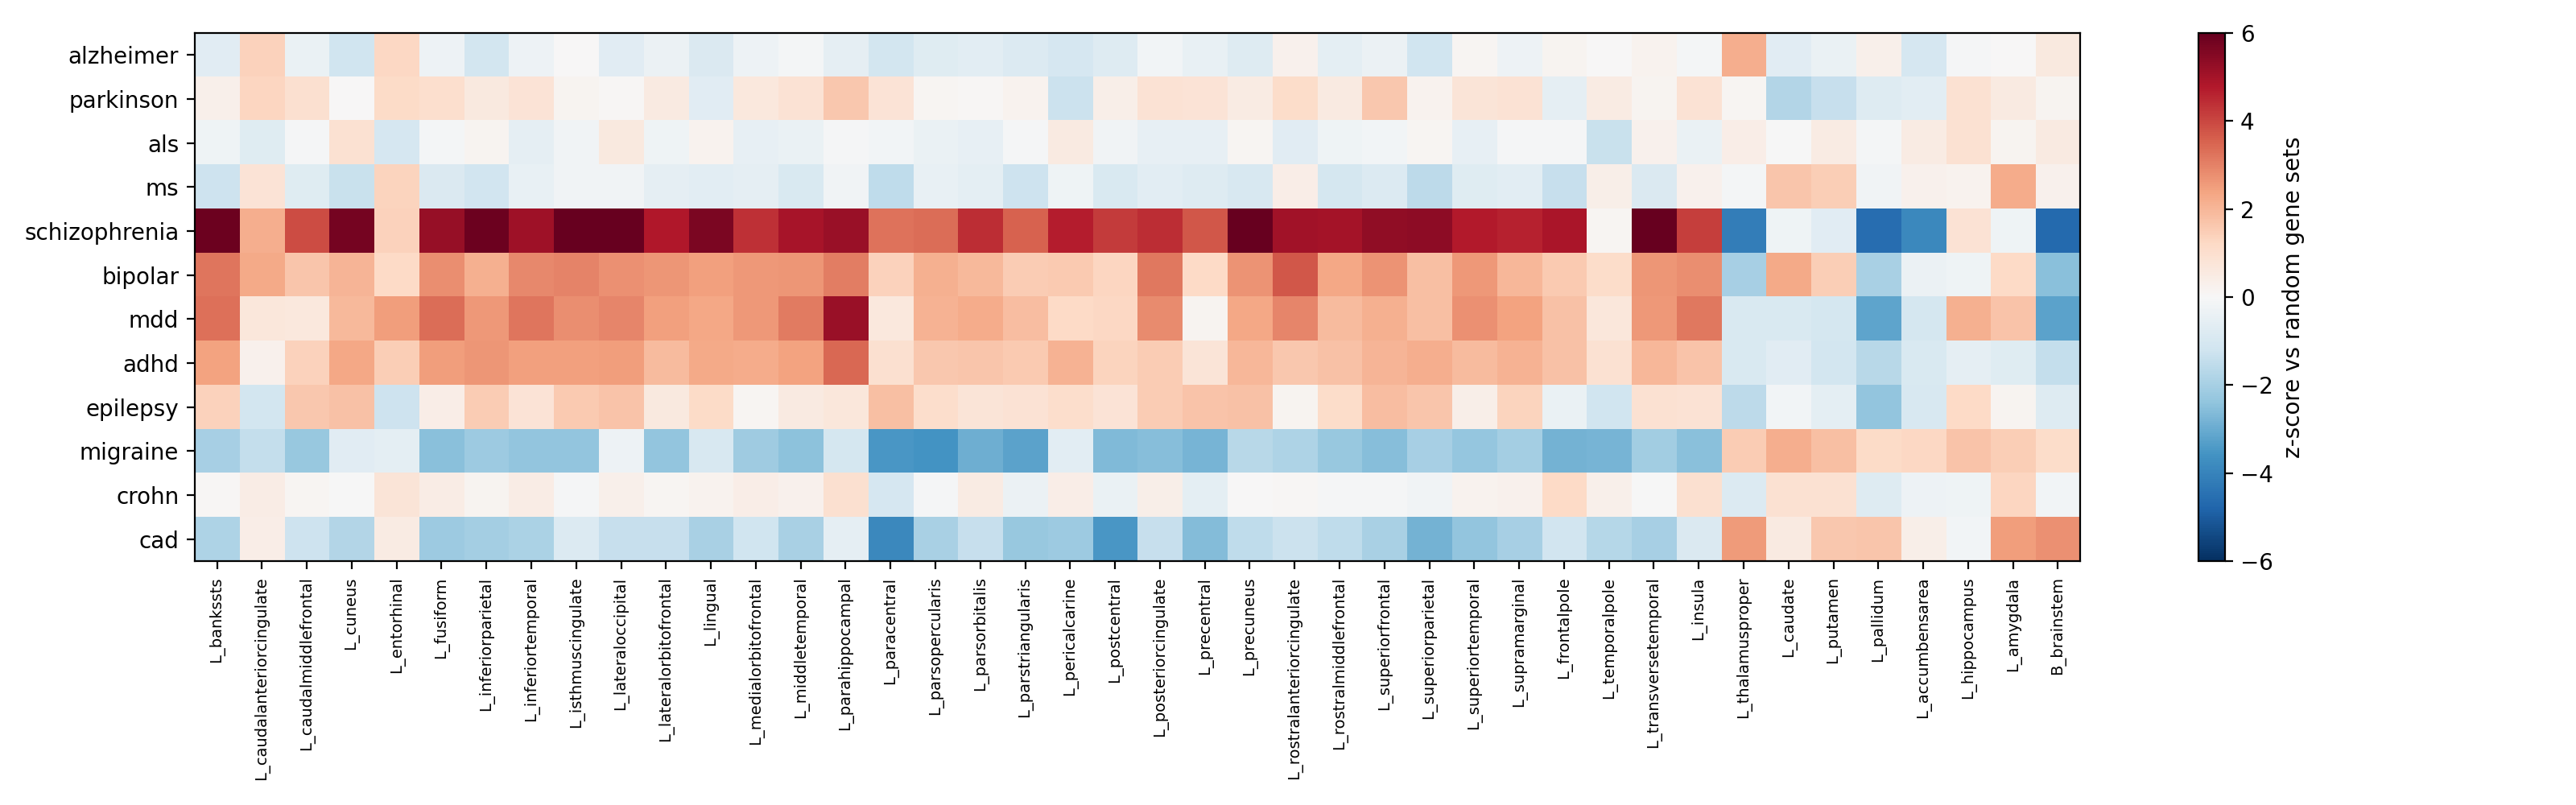 alzheimer
parkinson
als
ms
schizophrenia
bipolar
mdd
adhd
epilepsy
migraine
crohn
cad
L_bankssts
L_caudalanteriorcingulate
L_caudalmiddlefrontal
L_cuneus
L_entorhinal
L_fusiform
L_inferiorparietal
L_inferiortemporal
L_isthmuscingulate
L_lateraloccipital
L_lateralorbitofrontal
L_lingual
L_medialorbitofrontal
L_middletemporal
L_parahippocampal
L_paracentral
L_parsopercularis
L_parsorbitalis
L_parstriangularis
L_pericalcarine
L_postcentral
L_posteriorcingulate
L_precentral
L_precuneus
L_rostralanteriorcingulate
L_rostralmiddlefrontal
L_superiorfrontal
L_superiorparietal
L_superiortemporal
L_supramarginal
L_frontalpole
L_temporalpole
L_transversetemporal
L_insula
L_thalamusproper
L_caudate
L_putamen
L_pallidum
L_accumbensarea
L_hippocampus
L_amygdala
B_brainstem
6
4
2
0
−2
−4
−6
z-score vs random gene sets